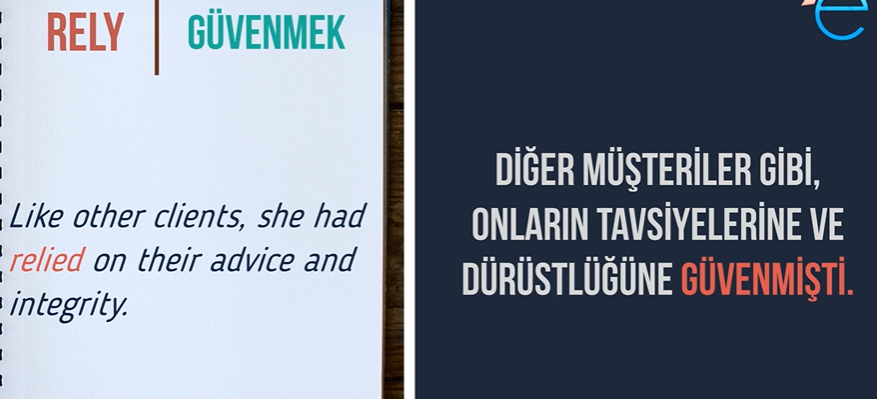 RELY | GÜVENMEK
Like other clients, she had
relied on their advice and
integrity.
DİĞER MÜŞTERİLER GİBİ,
ONLARIN TAVSİYELERİNE VE
DÜRÜSTLÜĞÜNE GÜVENMİŞTİ.